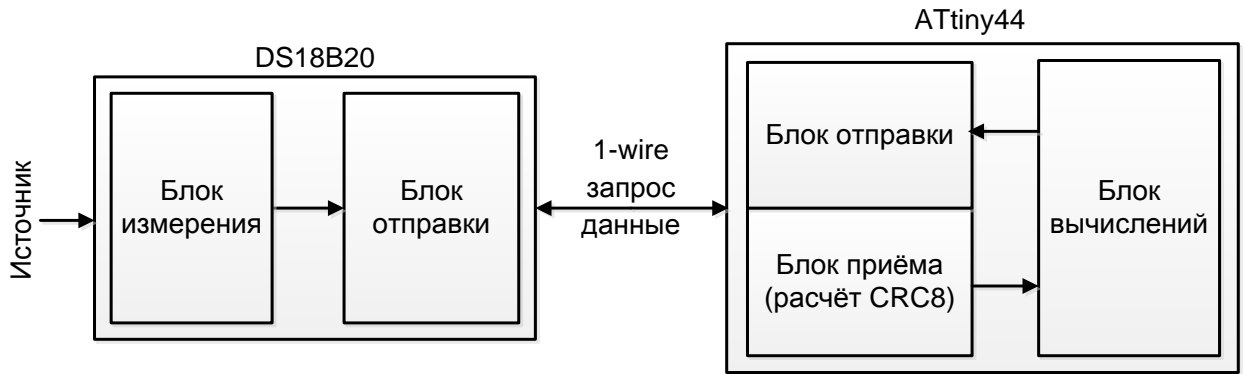 DS18B20
Источник
Блок
измерения
Блок
отправки
1-wire
запрос
данные
ATtiny44
Блок отправки
Блок приёма
(расчёт CRC8)
Блок
вычислений